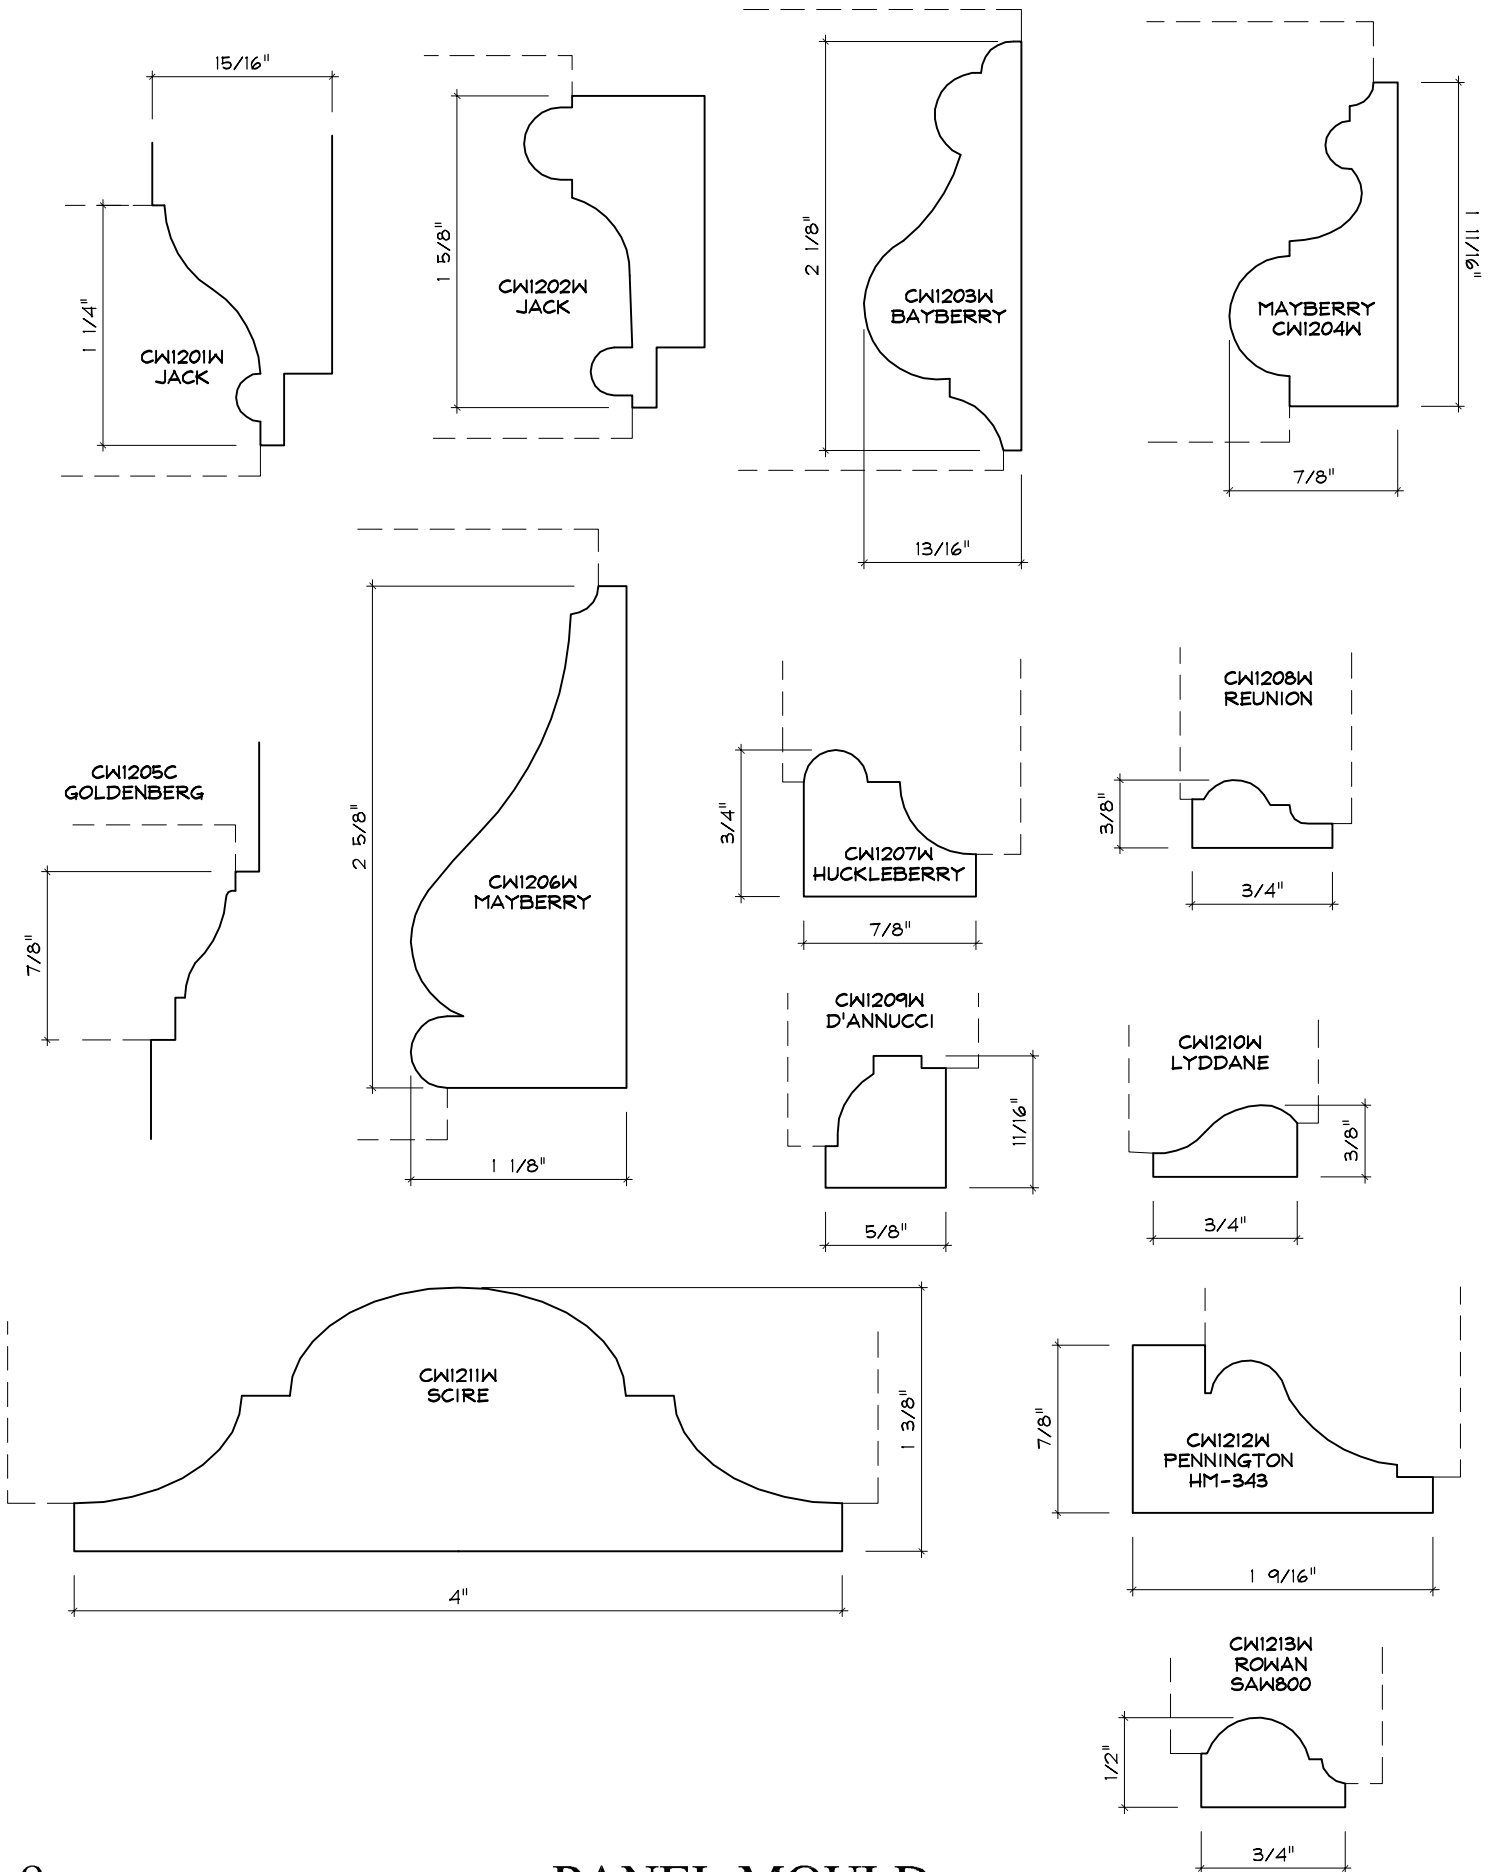 15/16"
1 1/4"
CW1201W
JACK
1 5/8"
CW1202W
JACK
2 1/8"
CW1203W
BAYBERRY
13/16"
MAYBERRY
CW1204W
1 11/16"
7/8"
CW1205C
GOLDENBERG
7/8"
2 5/8"
CW1206W
MAYBERRY
1 1/8"
3/4"
CW1207W
HUCKLEBERRY
7/8"
CW1208W
REUNION
3/8"
3/4"
CW1209W
D'ANNUCCI
11/16"
5/8"
CW1210W
LYDDANE
3/8"
3/4"
CW1211W
SCIRE
1 3/8"
4"
7/8"
CW1212W
PENNINGTON
HM-343
1 9/16"
CW1213W
ROWAN
SAW800
1/2"
3/4"
PANEL MOULD